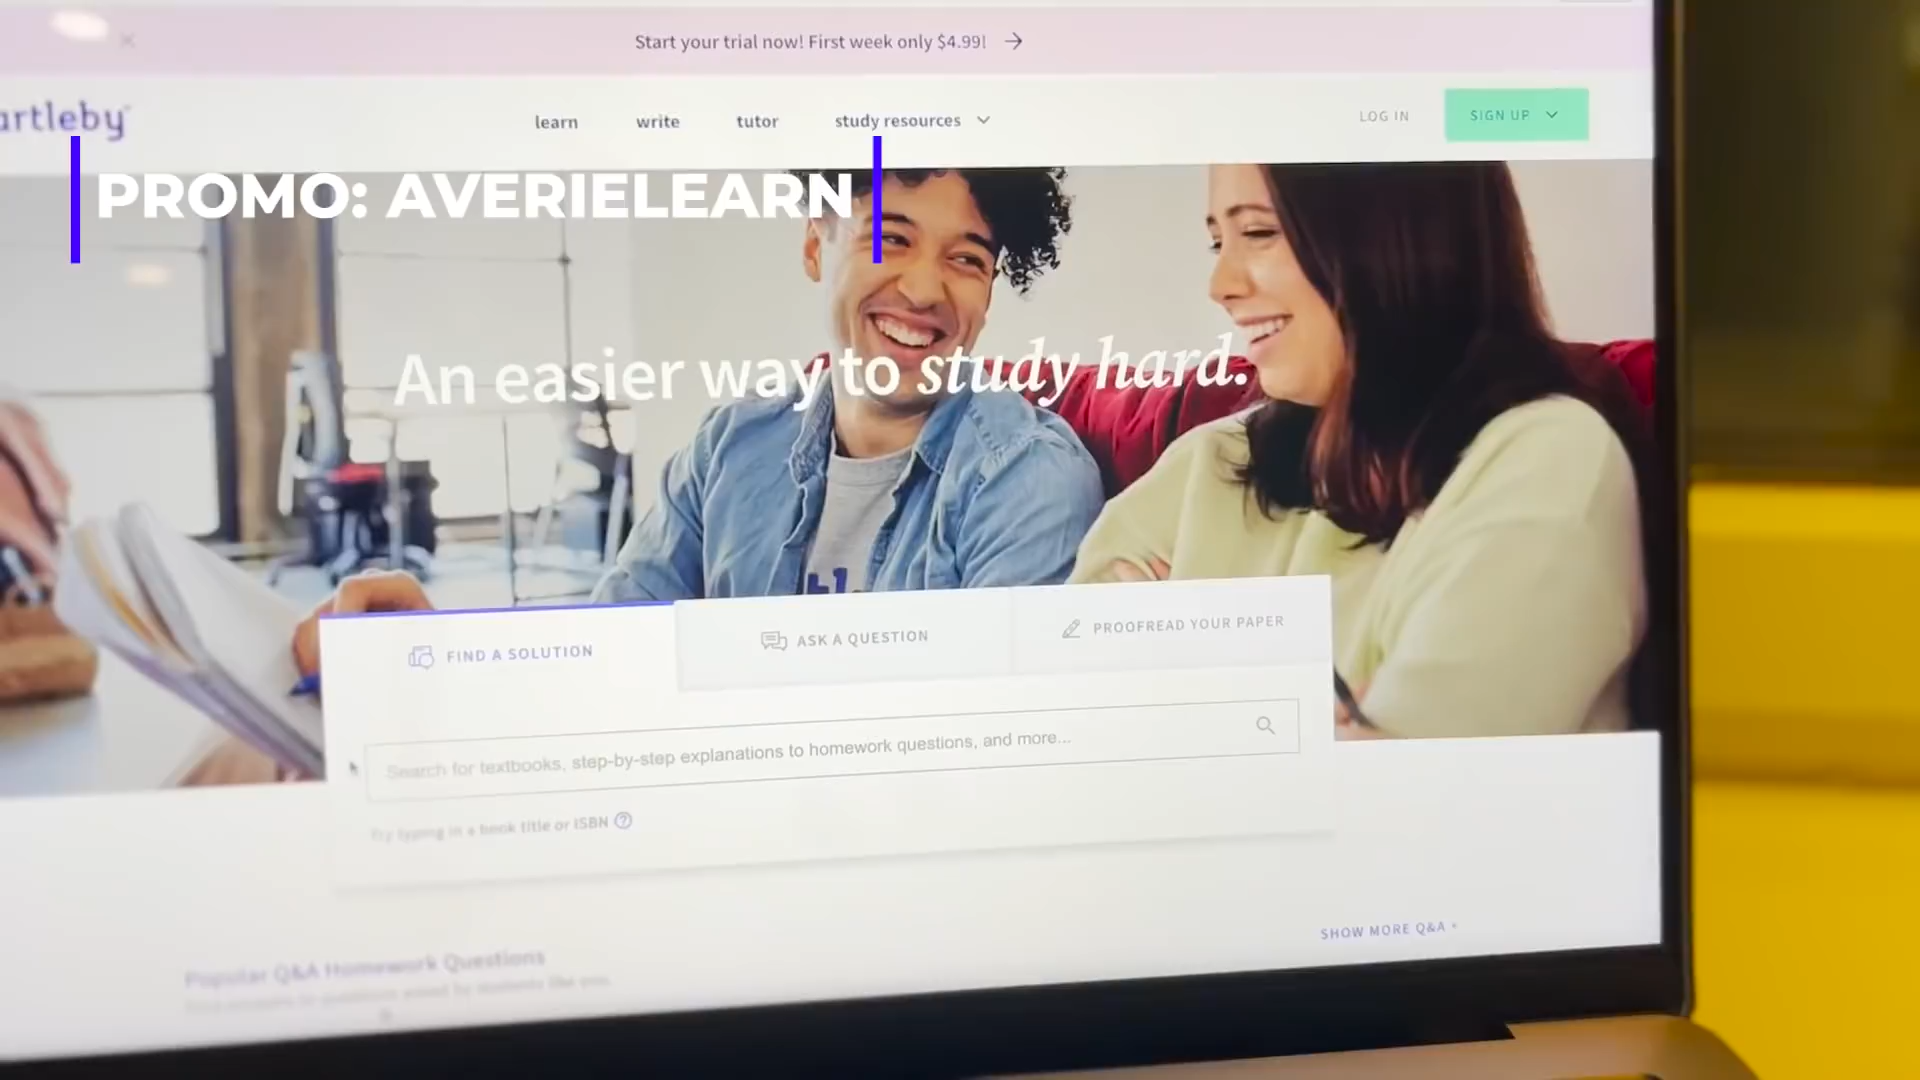 Start your trial now! First week only $4.99! →
artleby
learn write tutor study resources
LOG IN
SIGN UP
PROMO: AVERIELEARN
An easier way to study hard.
FIND A SOLUTION
ASK A QUESTION
PROOFREAD YOUR PAPER
Search for textbooks, step-by-step explanations to homework questions, and more...
Try typing in a book title or ISBN
SHOW MORE Q&A
Popular Q&A Homework Questions